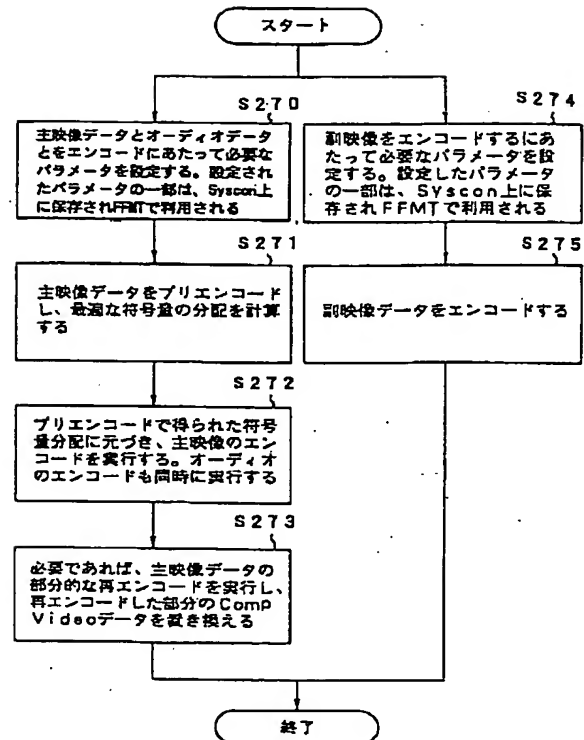 スタート
S270
主映像データとオーディオデータ
とをエンコードにあたって必要な
パラメータを設定する。設定され
たパラメータの一部は、Syscon上
に保存されFFMTで利用される
S271
主映像データをプリエンコード
し、最適な符号量の分配を計算
する
S272
プリエンコードで得られた符号
量分配に元づき、主映像のエン
コードを実行する。オーディオ
のエンコードも同時に実行する
S273
必要であれば、主映像データの
部分的な再エンコードを実行し、
再エンコードした部分のComp
Videoデータを置き換える
S274
副映像をエンコードするにあ
たって必要なパラメータを設
定する。設定したパラメータ
の一部は、Syscon上に保
存されFFMTで利用される
S275
副映像データをエンコードする
終了